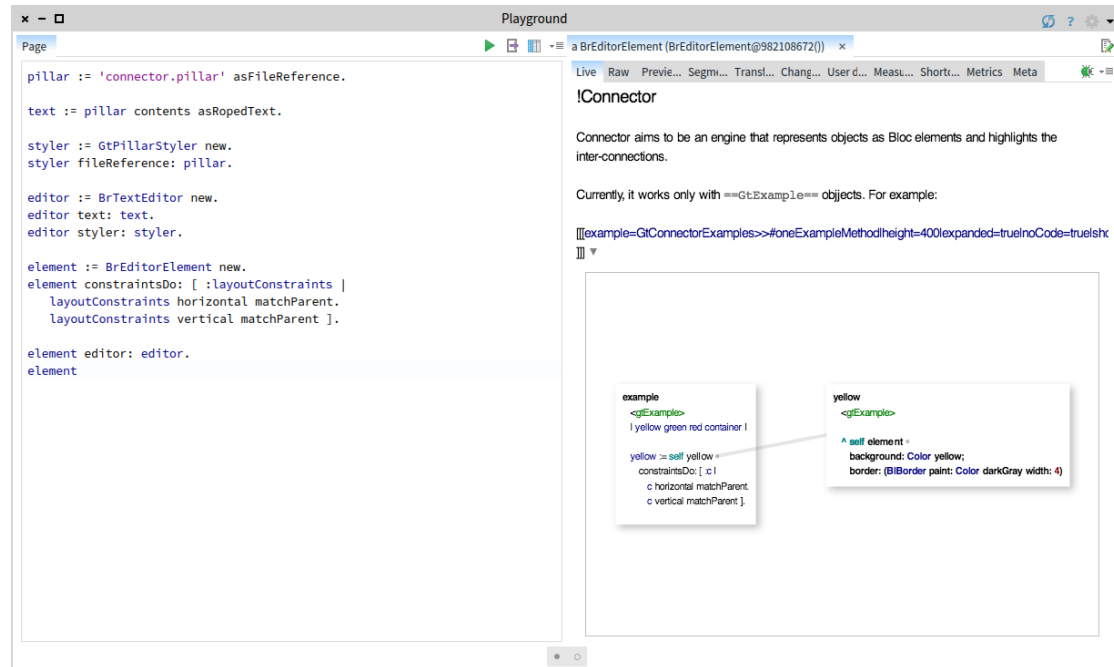 Playground
?
Page
a BrEditorElement (BrEditorElement@982108672()) ×
pillar := 'connector.pillar' asFileReference.
text := pillar contents asRopedText.
styler := GtPillarStyler new.
styler fileReference: pillar.
editor := BrTextEditor new.
editor text: text.
editor styler: styler.
element := BrEditorElement new.
element constraintsDo: [ :layoutConstraints |
layoutConstraints horizontal matchParent.
layoutConstraints vertical matchParent ].
element editor: editor.
element
Live Raw Previe... Segm... Transl... Chang... User d... Measu... Shortc... Metrics Meta
!Connector
Connector aims to be an engine that represents objects as Bloc elements and highlights the
inter-connections.
Currently, it works only with ==GtExample== objjects. For example:
[[[example=GtConnectorExamples>>#oneExampleMethod|height=400|expanded=true|noCode=true|sho
]]]
example
<gtExample>
| yellow green red container |
yellow := self yellow
constraintsDo: [ :c |
c horizontal matchParent.
c vertical matchParent ].
yellow
<gtExample>
^ self element
background: Color yellow;
border: (BlBorder paint: Color darkGray width: 4)